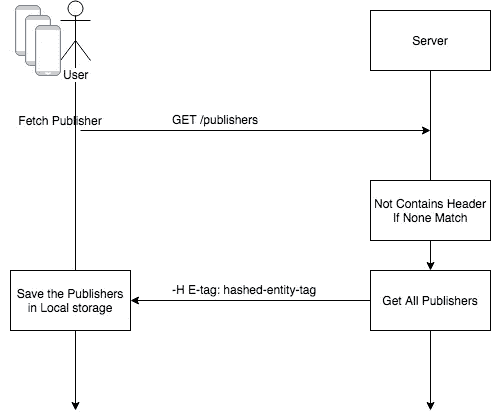 User
Server
Fetch Publisher
GET /publishers
Not Contains Header
If None Match
Save the Publishers
in Local storage
-H E-tag: hashed-entity-tag
Get All Publishers